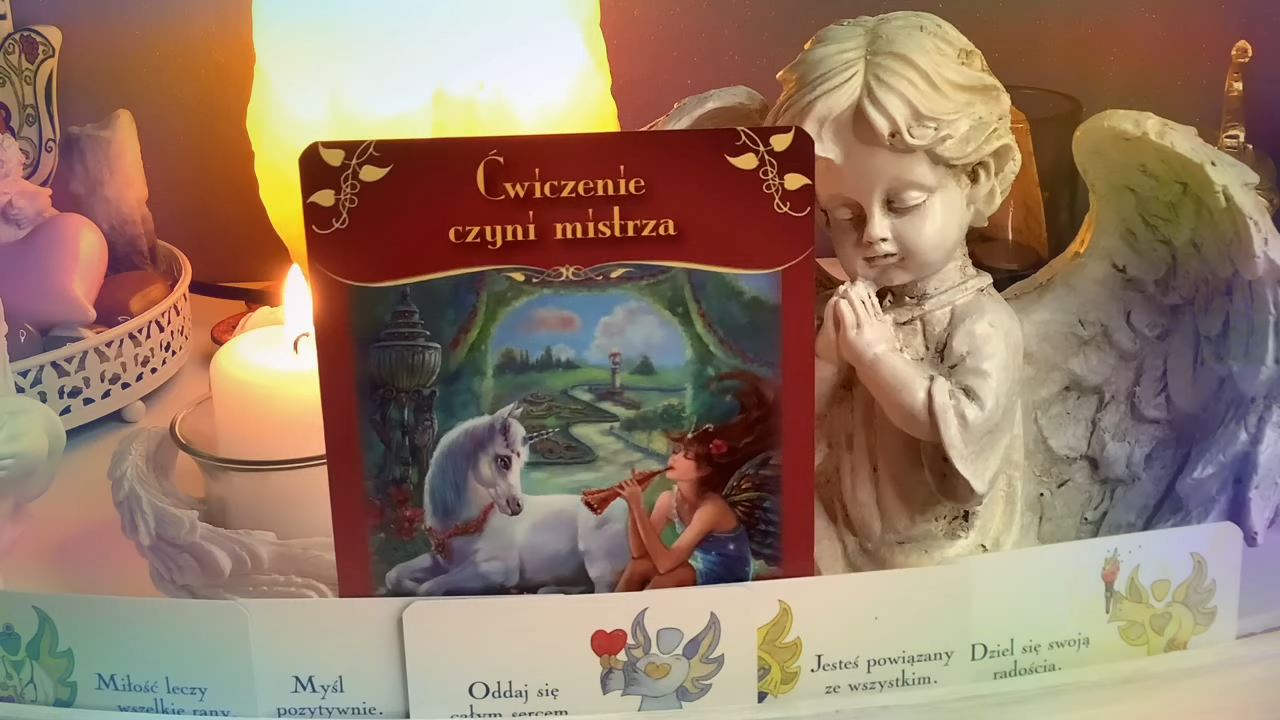 Ćwiczenie
czyni mistrza
Miłość leczy
wszelkie rany.
Myśl
pozytywnie.
Oddaj się
całym sercem
Jesteś powiązany
ze wszystkim.
Dziel się swoją
radością.